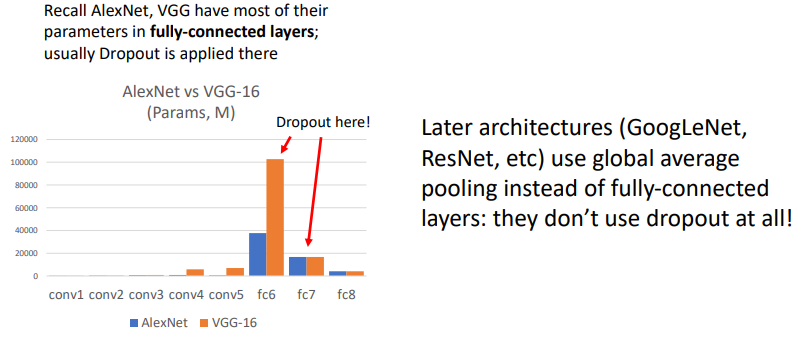 Recall AlexNet, VGG have most of their
parameters in fully-connected layers;
usually Dropout is applied there
AlexNet vs VGG-16
(Params, M)
Dropout here!
120000
100000
80000
60000
40000
20000
0
conv1 conv2 conv3 conv4 conv5 fc6 fc7 fc8
AlexNet VGG-16
Later architectures (GoogLeNet,
ResNet, etc) use global average
pooling instead of fully-connected
layers: they don’t use dropout at all!